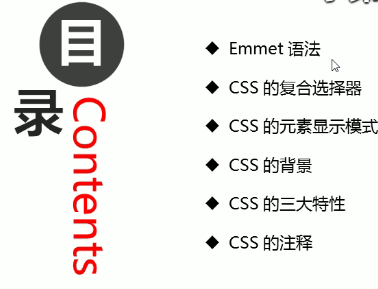 目录
Contents
◆ Emmet 语法
◆ CSS 的复合选择器
◆ CSS 的元素显示模式
◆ CSS 的背景
◆ CSS 的三大特性
◆ CSS 的注释